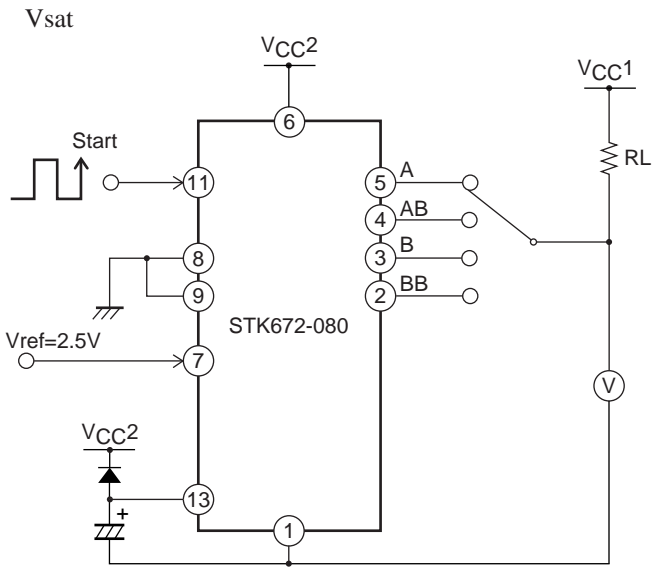 Vsat
VCC2
VCC1
6
Start
RL
11
5
A
4
AB
8
3
B
9
2
BB
STK672-080
Vref=2.5V
7
V
VCC2
13
+
1